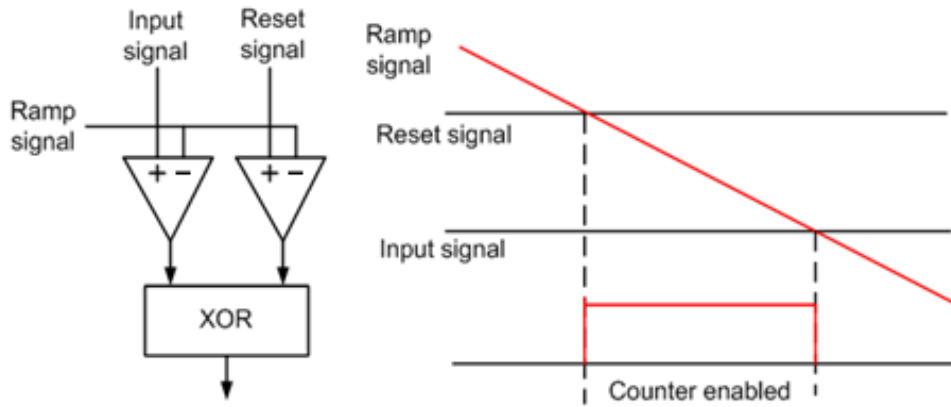 Input
signal
Reset
signal
Ramp
signal
+ −
+ −
XOR
Ramp
signal
Reset signal
Input signal
Counter enabled